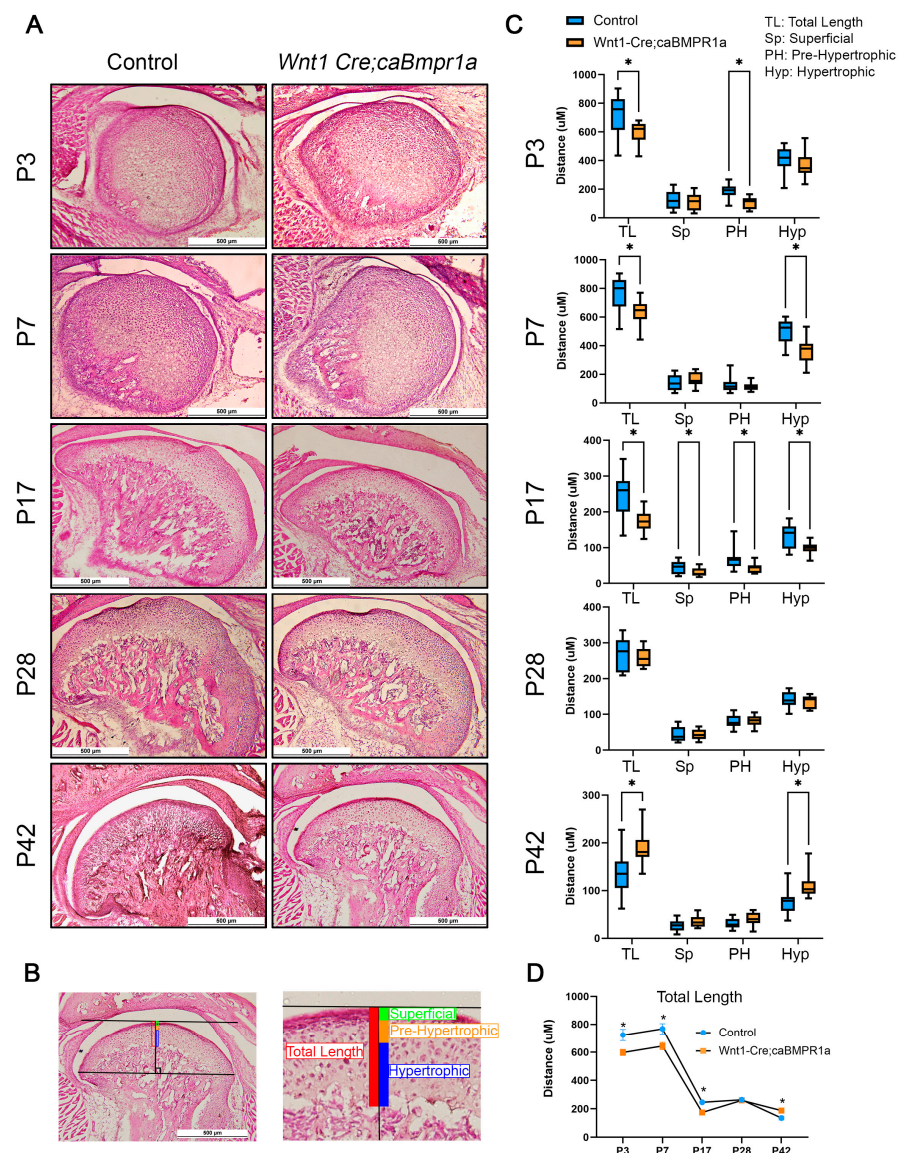 A
Control
Wnt1 Cre;caBmpr1a
P3
500 µm
500 µm
P7
500 µm
500 µm
P17
500 µm
500 µm
P28
500 µm
500 µm
P42
500 µm
500 µm
B
500 µm
Superficial
Pre-Hypertrophic
Total Length
Hypertrophic
C
Control
Wnt1-Cre;caBMPR1a
TL: Total Length
Sp: Superficial
PH: Pre-Hypertrophic
Hyp: Hypertrophic
P3
Distance (uM)
1000
800
600
400
200
0
* *
TL Sp PH Hyp
P7
Distance (uM)
1000
800
600
400
200
0
* *
TL Sp PH Hyp
P17
Distance (uM)
400
300
200
100
0
* * * *
TL Sp PH Hyp
P28
Distance (uM)
400
300
200
100
0
TL Sp PH Hyp
P42
Distance (uM)
300
200
100
0
* *
TL Sp PH Hyp
D
Total Length
Distance (uM)
1000
800
600
400
200
0
* * * *
Control
Wnt1-Cre;caBMPR1a
P3 P7 P17 P28 P42